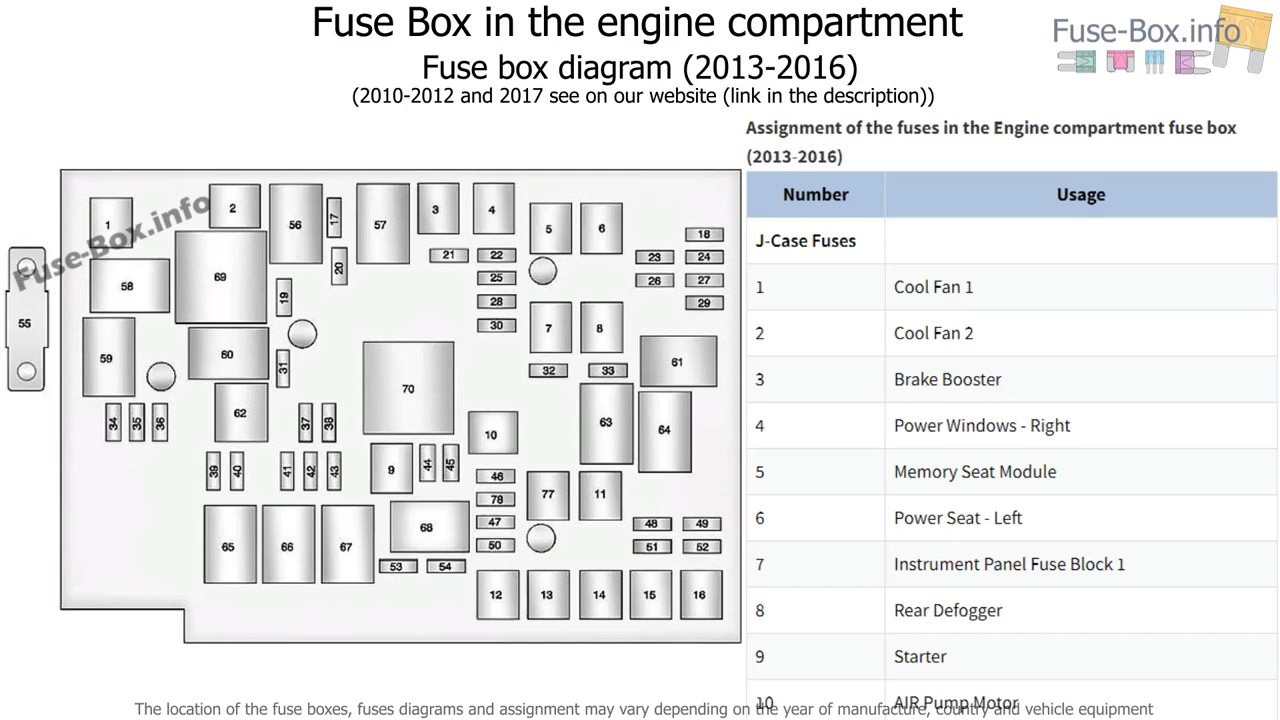 Fuse Box in the engine compartment
Fuse box diagram (2013-2016)
(2010-2012 and 2017 see on our website (link in the description))
Fuse-Box.info
Assignment of the fuses in the Engine compartment fuse box
(2013-2016)
Number Usage
J-Case Fuses
1 Cool Fan 1
2 Cool Fan 2
3 Brake Booster
4 Power Windows - Right
5 Memory Seat Module
6 Power Seat - Left
7 Instrument Panel Fuse Block 1
8 Rear Defogger
9 Starter
10 AIR Pump Motor
Fuse-Box.info
1 2 56 17 57 3 4 5 6 18
21 22 23 24
20 25 26 27
69 58 19 28 29
55 30 7 8
59 60 31 32 33 61
70
34 35 36 62 37 38 10 63 64
39 40 41 42 43 9 44 45 46
77 11
78
65 66 67 68 47 48 49
50 51 52
53 54
12 13 14 15 16
The location of the fuse boxes, fuses diagrams and assignment may vary depending on the year of manufacture, country and vehicle equipment